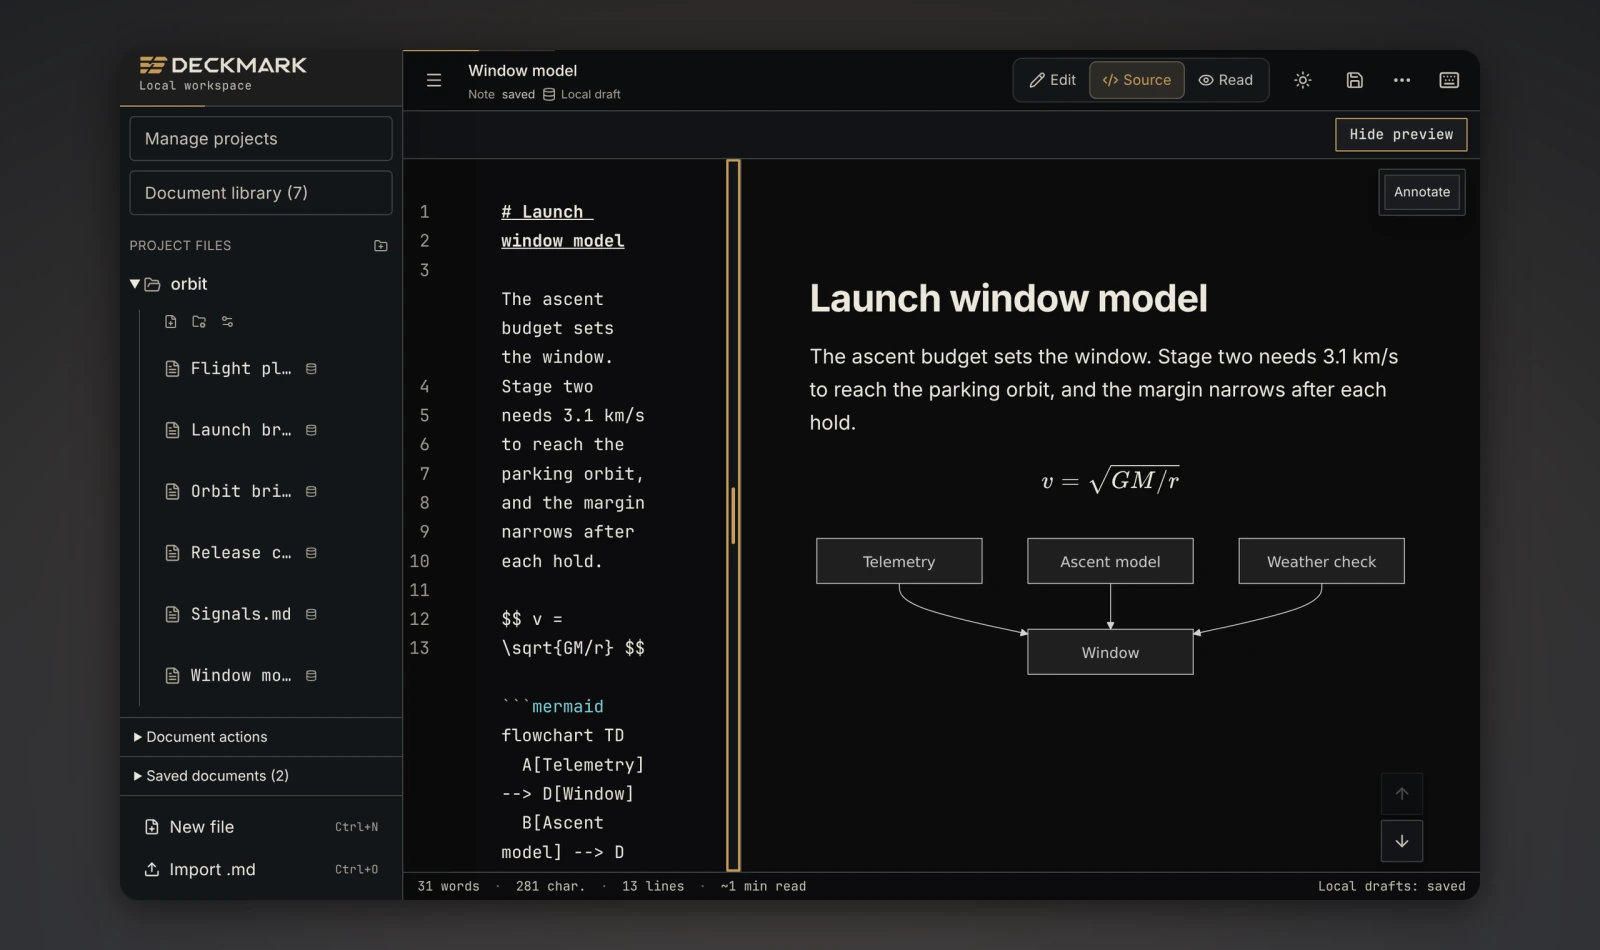 DECKMARK
Local workspace
Manage projects
Document library (7)
PROJECT FILES
orbit
Flight pl…
Launch br…
Orbit bri…
Release c…
Signals.md
Window mo…
Document actions
Saved documents (2)
New file Ctrl+N
Import .md Ctrl+O
Window model
Note saved Local draft
Edit Source Read
Hide preview
1
2
3
4
5
6
7
8
9
10
11
12
13
# Launch
window model
The ascent
budget sets
the window.
Stage two
needs 3.1 km/s
to reach the
parking orbit,
and the margin
narrows after
each hold.
$$ v =
\sqrt{GM/r} $$
```mermaid
flowchart TD
A[Telemetry]
--> D[Window]
B[Ascent
model] --> D
Annotate
Launch window model
The ascent budget sets the window. Stage two needs 3.1 km/s
to reach the parking orbit, and the margin narrows after each
hold.
v = √GM/r
Telemetry Ascent model Weather check
Window
31 words · 281 char. · 13 lines · ~1 min read
Local drafts: saved